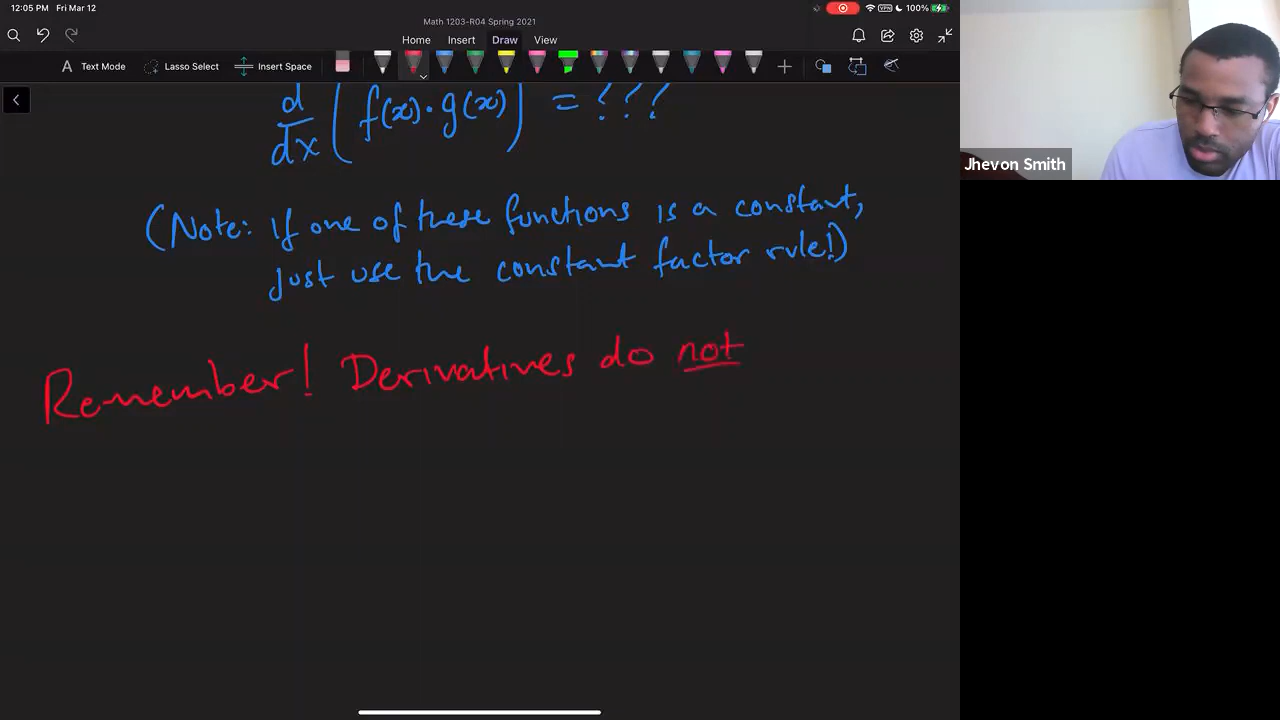 12:05 PM Fri Mar 12
100%
Math 1203-R04 Spring 2021
Home Insert Draw View
Text Mode Lasso Select Insert Space
d/dx ( f(x) · g(x) ) = ???
(Note: If one of these functions is a constant,
just use the constant factor rule!)
Remember! Derivatives do not
Jhevon Smith
VPN